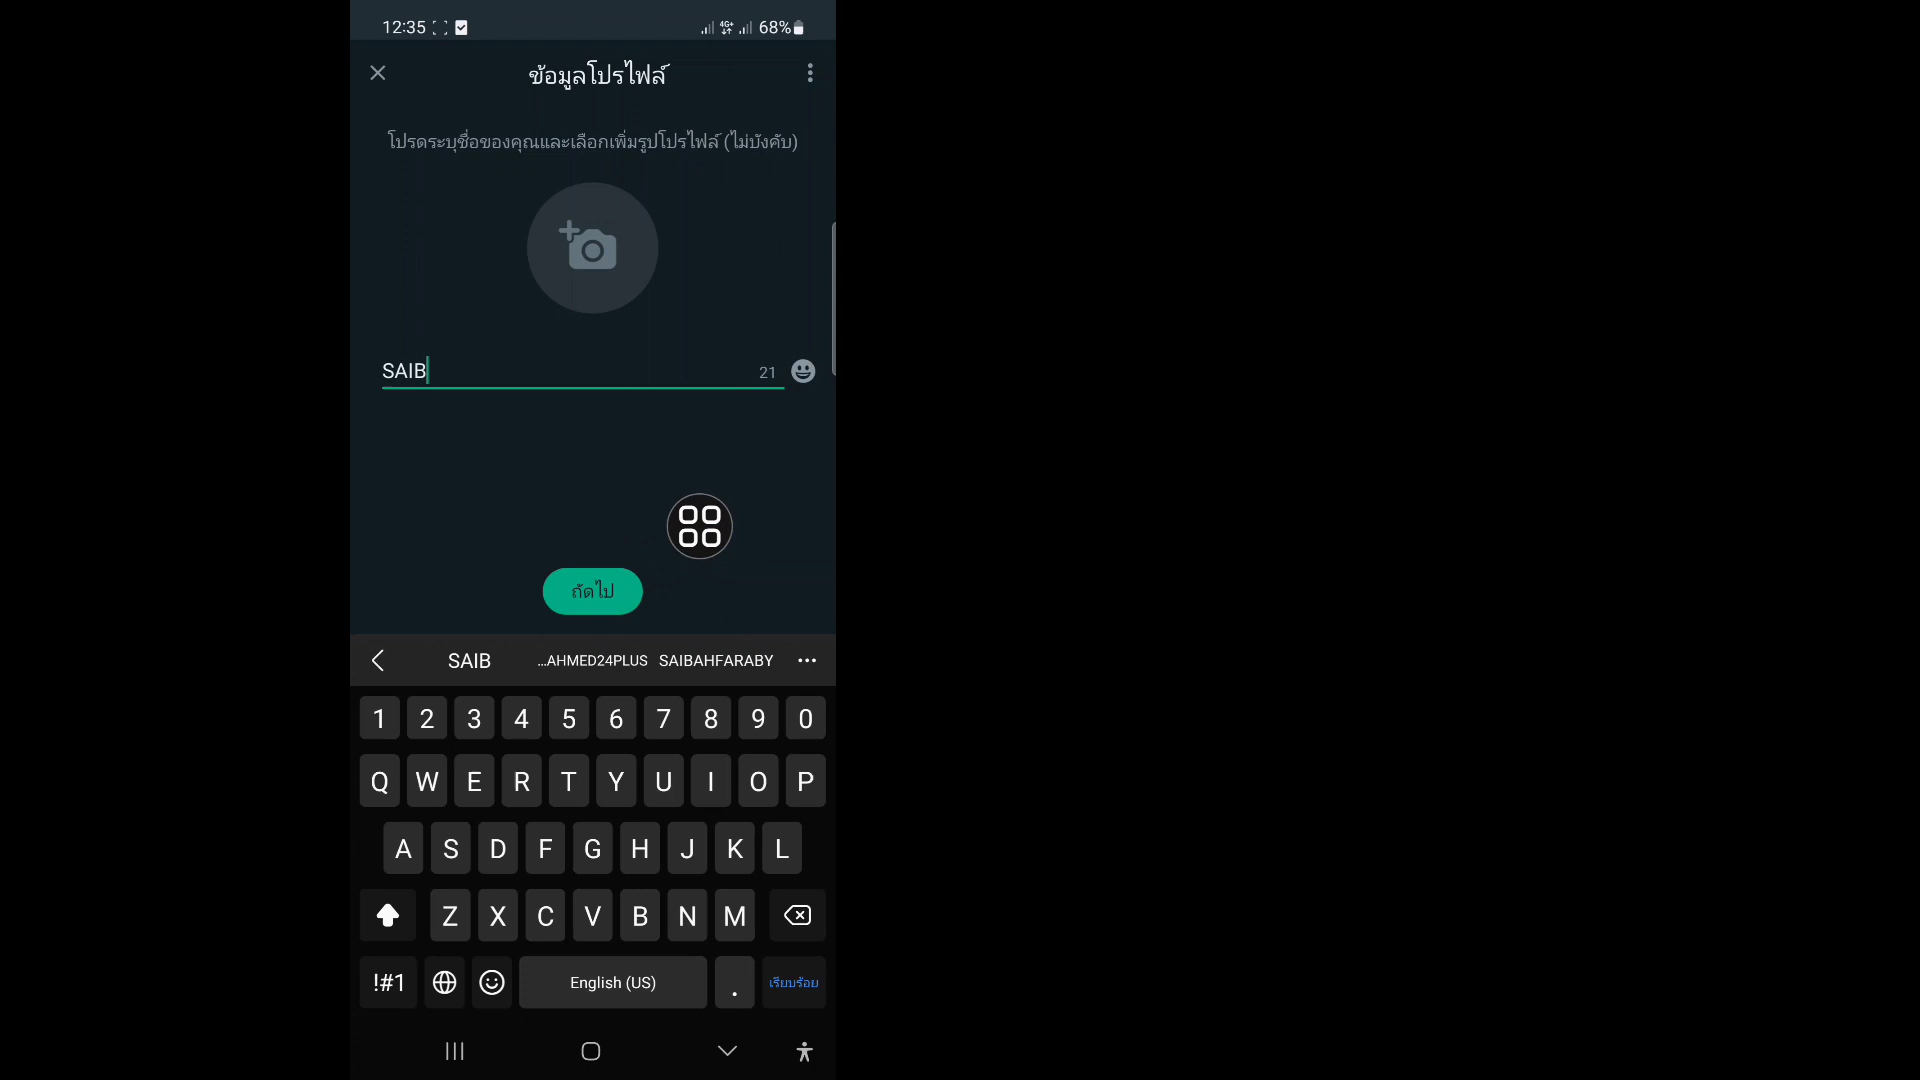 12:35 4G+ 68%
ข้อมูลโปรไฟล์
โปรดระบุชื่อของคุณและเลือกเพิ่มรูปโปรไฟล์ (ไม่บังคับ)
SAIB 21
ถัดไป
SAIB ...AHMED24PLUS SAIBAHFARABY ...
1 2 3 4 5 6 7 8 9 0
Q W E R T Y U I O P
A S D F G H J K L
Z X C V B N M
!#1 English (US) . เรียบร้อย